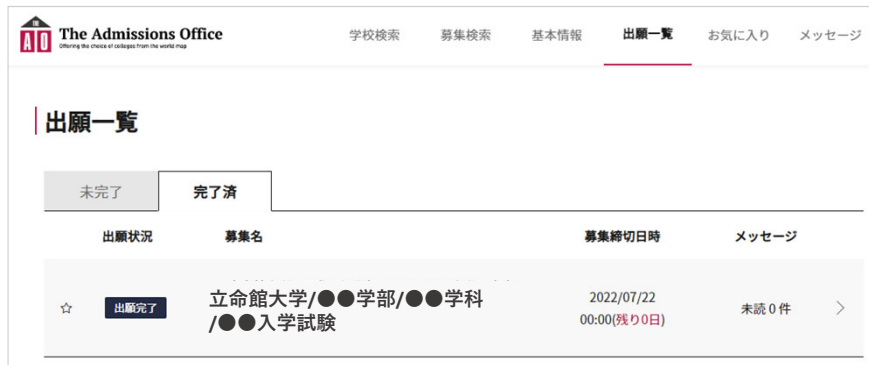 THE
AO
The Admissions Office
Offering the choice of colleges from the world map
学校検索 募集検索 基本情報 出願一覧 お気に入り メッセージ
出願一覧
未完了 完了済
出願状況 募集名 募集締切日時 メッセージ
☆ 出願完了 立命館大学/●●学部/●●学科
/●●入学試験
2022/07/22
00:00(残り0日)
未読 0 件